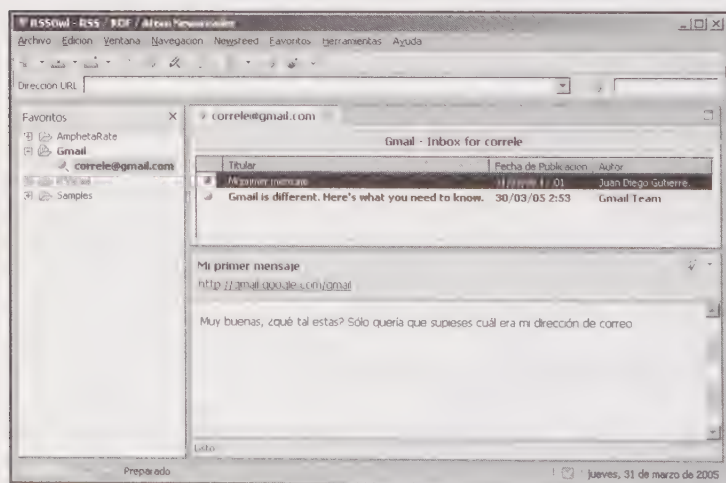 RSSOwl - RSS / RDF / Atom Newsreader
Archivo Edicion Ventana Navegacion Newsfeed Favoritos Herramientas Ayuda
Direccion URL
Favoritos
AmphetaRate
Gmail
correle@gmail.com
Samples
correle@gmail.com
Gmail - Inbox for correle
Titular Fecha de Publicacion Autor
Mi primer mensaje :01 Juan Diego Gutierre
Gmail is different. Here's what you need to know. 30/03/05 2:53 Gmail Team
Mi primer mensaje
http://gmail.google.com/gmail
Muy buenas, ¿qué tal estas? Sólo queria que supieses cuál era mi dirección de correo
Listo
Preparado
jueves, 31 de marzo de 2005